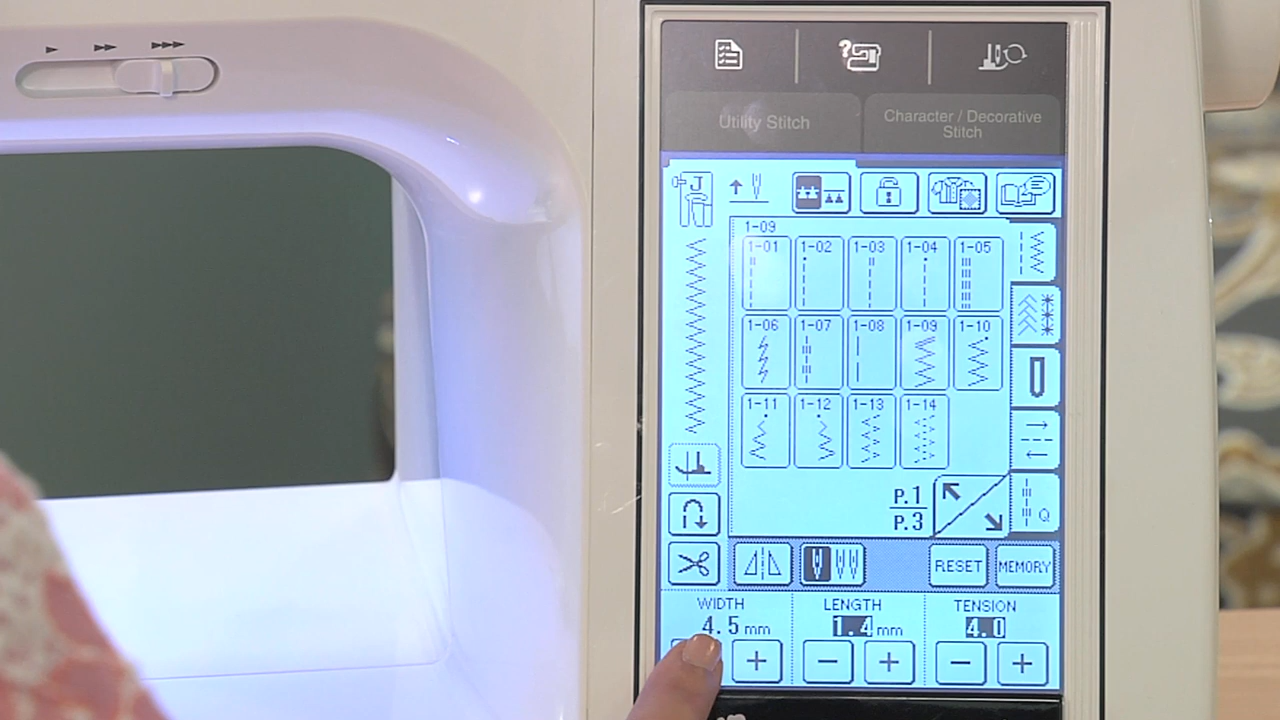 Utility Stitch
Character / Decorative
Stitch
J
1-09
1-01 1-02 1-03 1-04 1-05
1-06 1-07 1-08 1-09 1-10
1-11 1-12 1-13 1-14
P.1
P.3
Q
RESET MEMORY
WIDTH LENGTH TENSION
4.5 mm 1.4 mm 4.0
+ − + − +